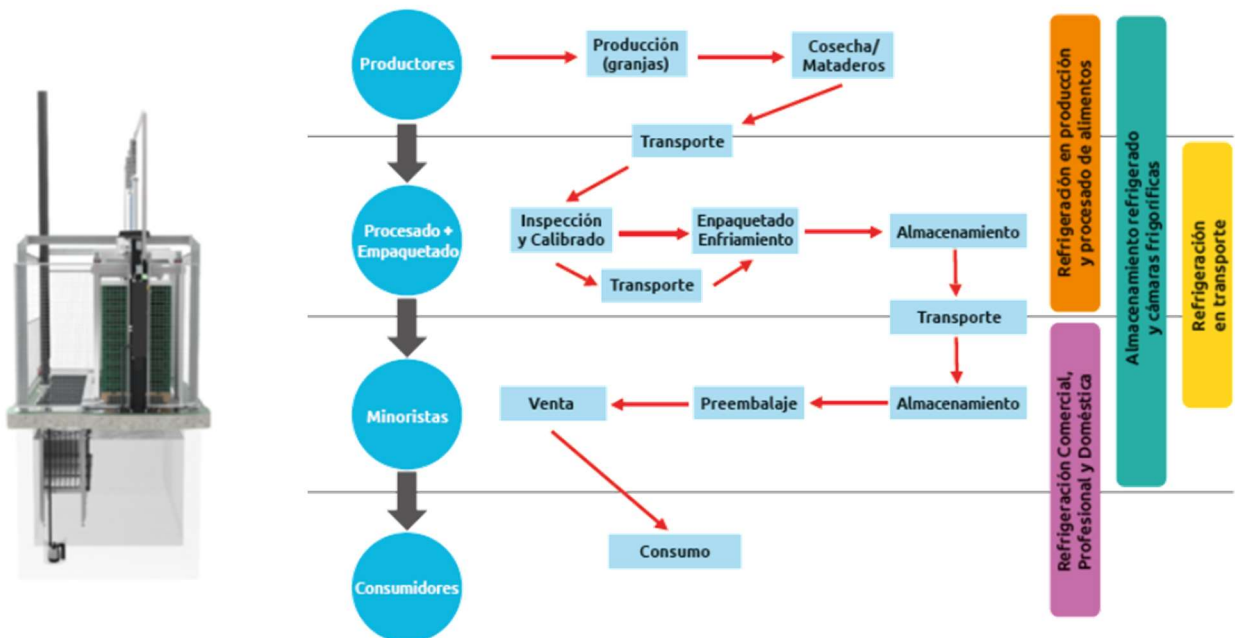 Productores
Producción
(granjas)
Cosecha/
Mataderos
Transporte
Procesado +
Empaquetado
Inspección
y Calibrado
Enpaquetado
Enfriamiento
Almacenamiento
Transporte
Transporte
Minoristas
Venta
Preembalaje
Almacenamiento
Consumo
Consumidores
Refrigeración en producción
y procesado de alimentos
Refrigeración Comercial,
Profesional y Doméstica
Almacenamiento refrigerado
y cámaras frigoríficas
Refrigeración
en transporte